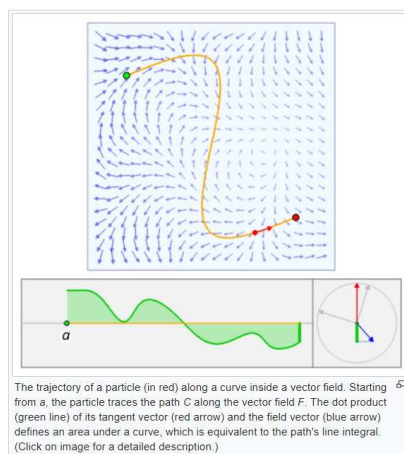 a
The trajectory of a particle (in red) along a curve inside a vector field. Starting
from a, the particle traces the path C along the vector field F. The dot product
(green line) of its tangent vector (red arrow) and the field vector (blue arrow)
defines an area under a curve, which is equivalent to the path's line integral.
(Click on image for a detailed description.)